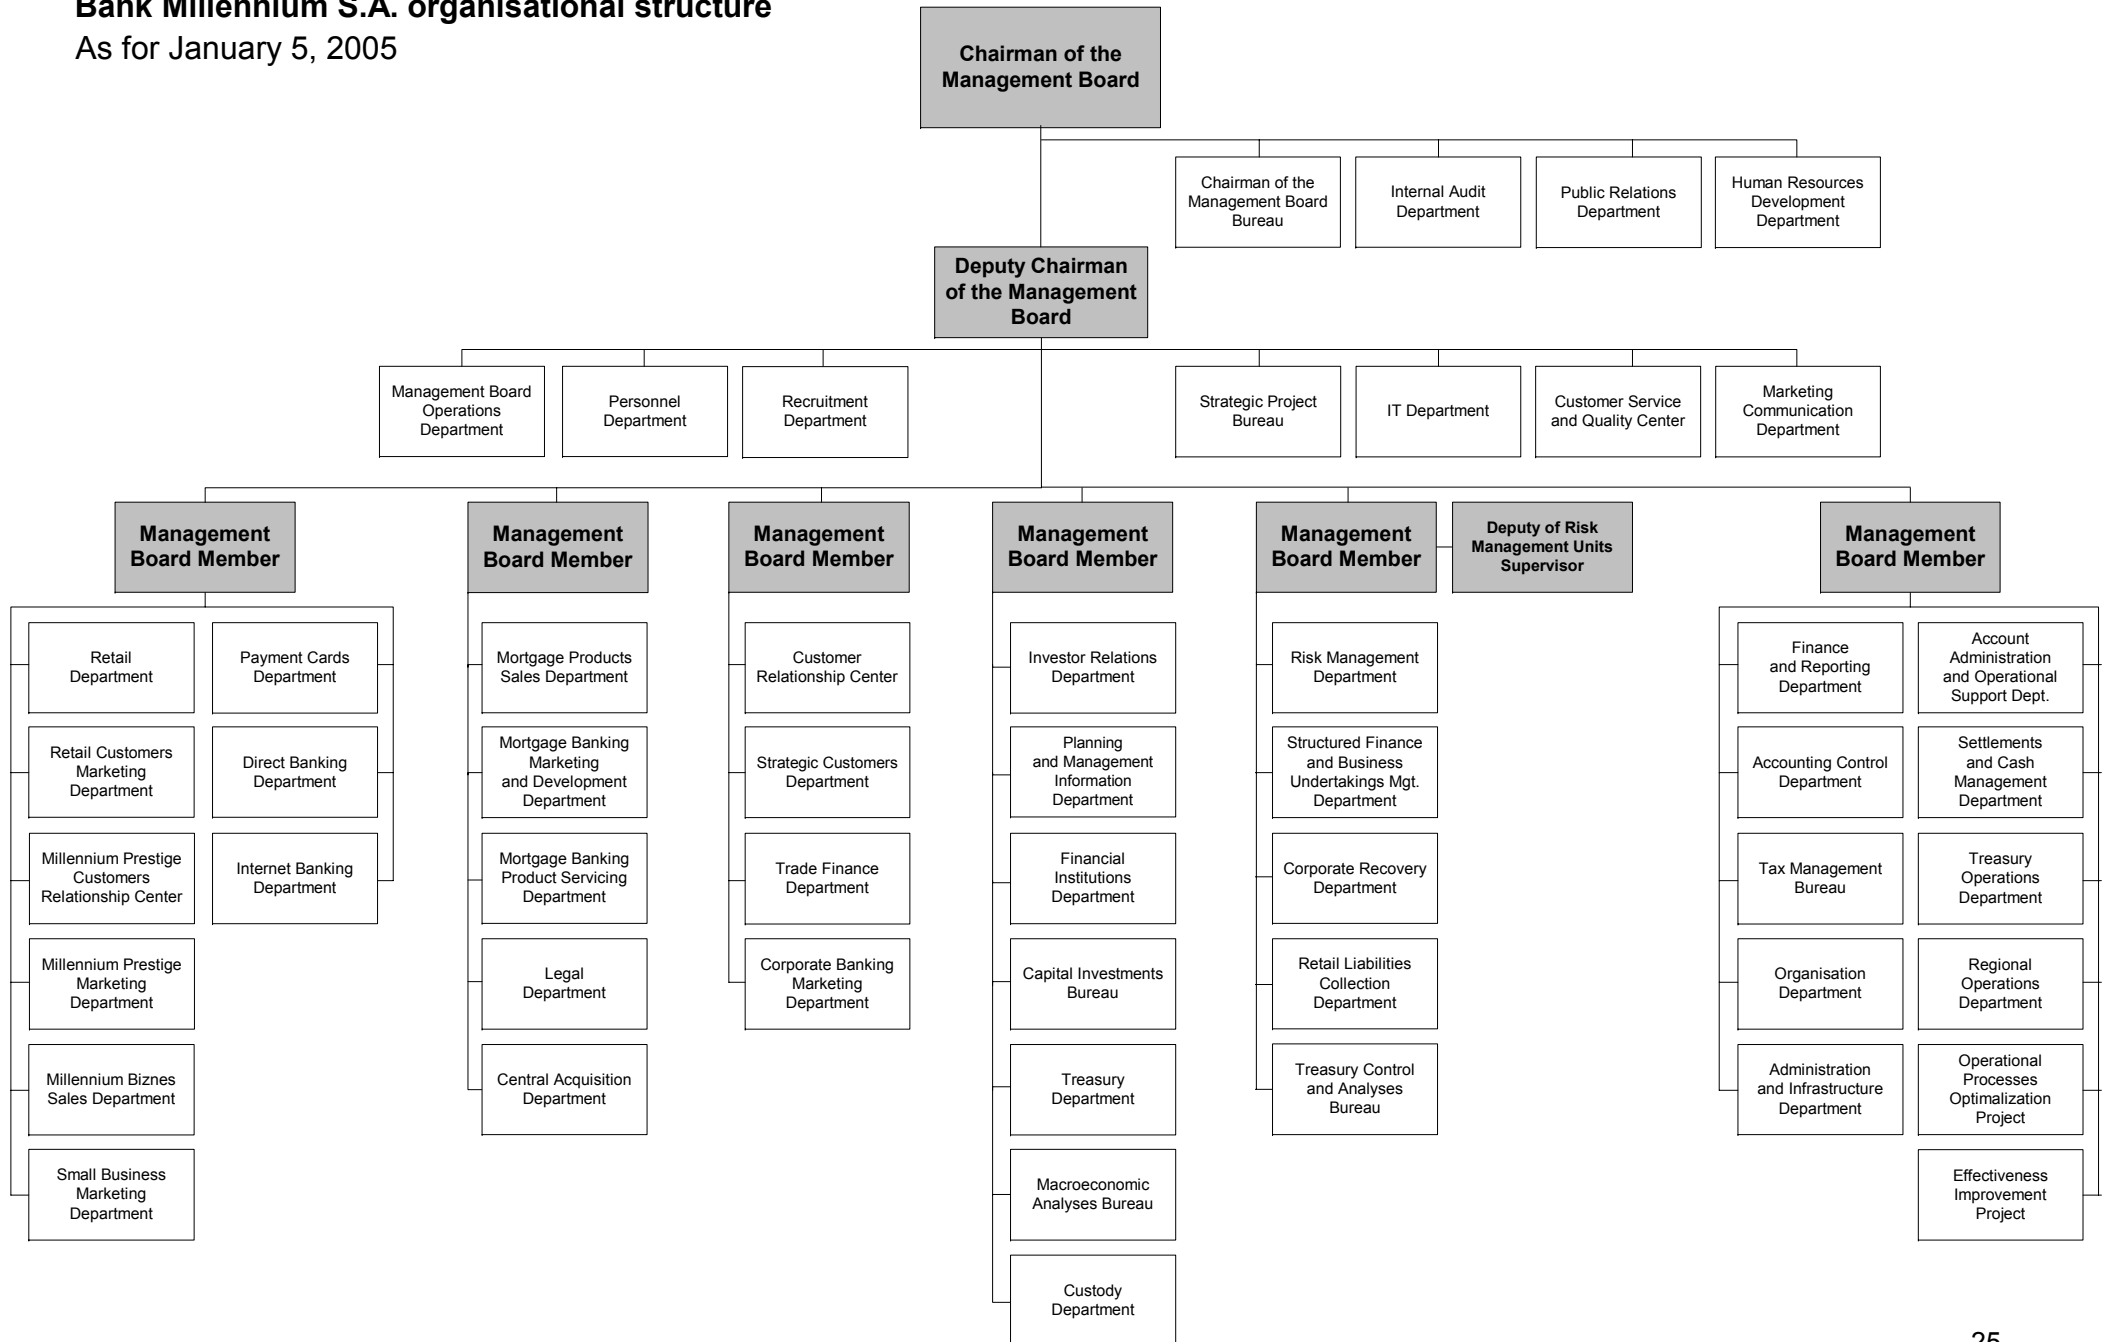 Bank Millennium S.A. organisational structure
As for January 5, 2005
Chairman of the
Management Board
Chairman of the
Management Board
Bureau
Internal Audit
Department
Public Relations
Department
Human Resources
Development
Department
Deputy Chairman
of the Management
Board
Management Board
Operations
Department
Personnel
Department
Recruitment
Department
Strategic Project
Bureau
IT Department
Customer Service
and Quality Center
Marketing
Communication
Department
Management
Board Member
Management
Board Member
Management
Board Member
Management
Board Member
Management
Board Member
Deputy of Risk
Management Units
Supervisor
Management
Board Member
Retail
Department
Retail Customers
Marketing
Department
Millennium Prestige
Customers
Relationship Center
Millennium Prestige
Marketing
Department
Millennium Biznes
Sales Department
Small Business
Marketing
Department
Payment Cards
Department
Direct Banking
Department
Internet Banking
Department
Mortgage Products
Sales Department
Mortgage Banking
Marketing
and Development
Department
Mortgage Banking
Product Servicing
Department
Legal
Department
Central Acquisition
Department
Customer
Relationship Center
Strategic Customers
Department
Trade Finance
Department
Corporate Banking
Marketing
Department
Investor Relations
Department
Planning
and Management
Information
Department
Financial
Institutions
Department
Capital Investments
Bureau
Treasury
Department
Macroeconomic
Analyses Bureau
Custody
Department
Risk Management
Department
Structured Finance
and Business
Undertakings Mgt.
Department
Corporate Recovery
Department
Retail Liabilities
Collection
Department
Treasury Control
and Analyses
Bureau
Finance
and Reporting
Department
Accounting Control
Department
Tax Management
Bureau
Organisation
Department
Administration
and Infrastructure
Department
Account
Administration
and Operational
Support Dept.
Settlements
and Cash
Management
Department
Treasury
Operations
Department
Regional
Operations
Department
Operational
Processes
Optimalization
Project
Effectiveness
Improvement
Project
25